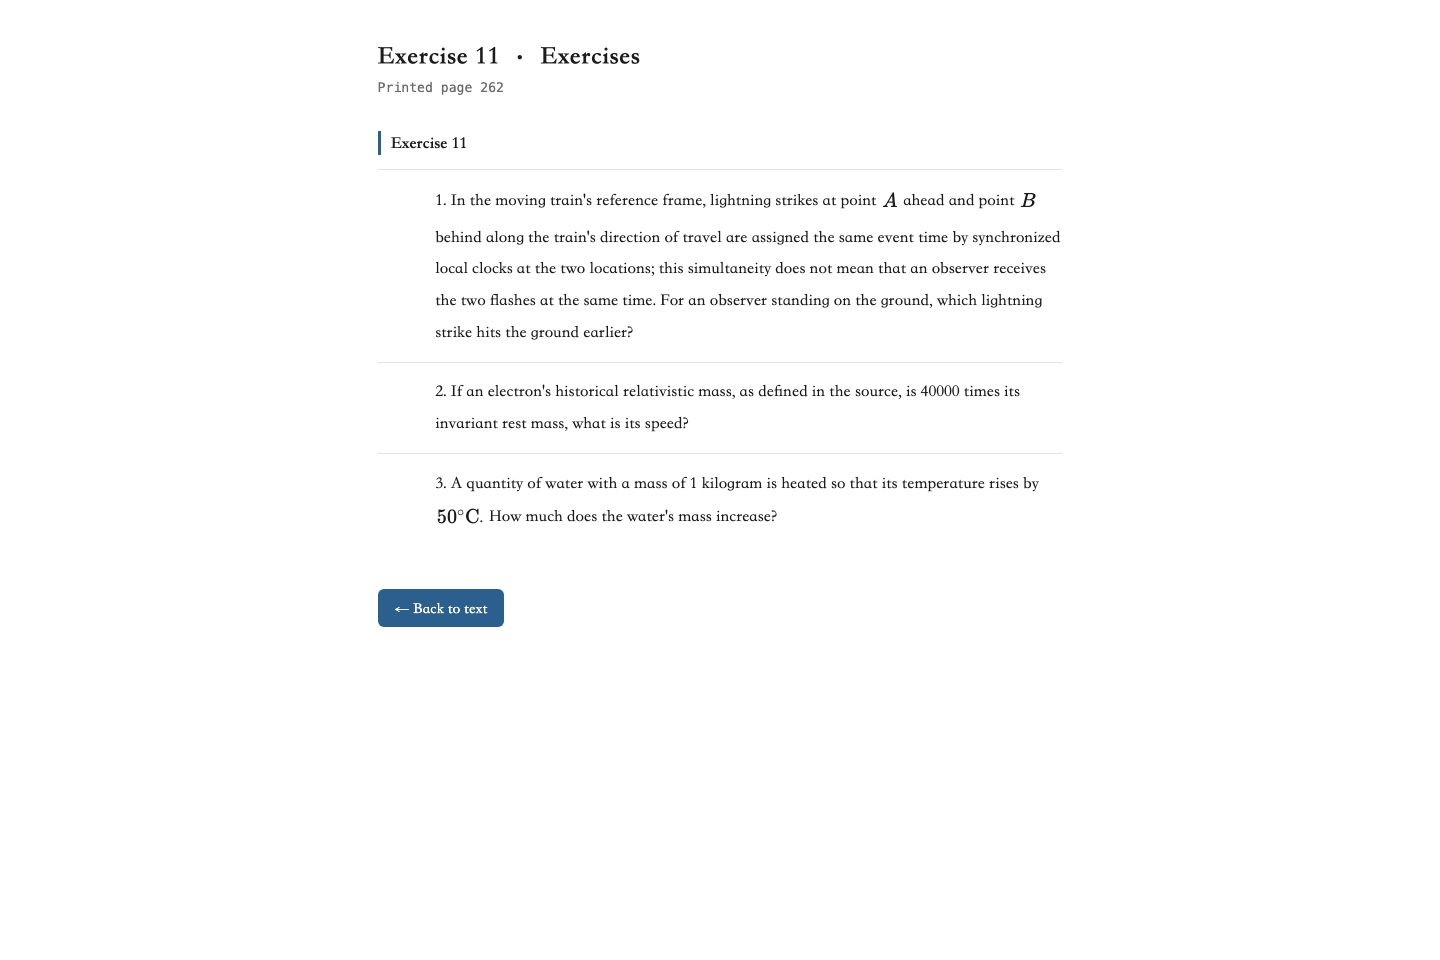 Exercise 11 • Exercises
Printed page 262
Exercise 11
1. In the moving train's reference frame, lightning strikes at point A ahead and point B
behind along the train's direction of travel are assigned the same event time by synchronized
local clocks at the two locations; this simultaneity does not mean that an observer receives
the two flashes at the same time. For an observer standing on the ground, which lightning
strike hits the ground earlier?
2. If an electron's historical relativistic mass, as defined in the source, is 40000 times its
invariant rest mass, what is its speed?
3. A quantity of water with a mass of 1 kilogram is heated so that its temperature rises by
50°C. How much does the water's mass increase?
← Back to text